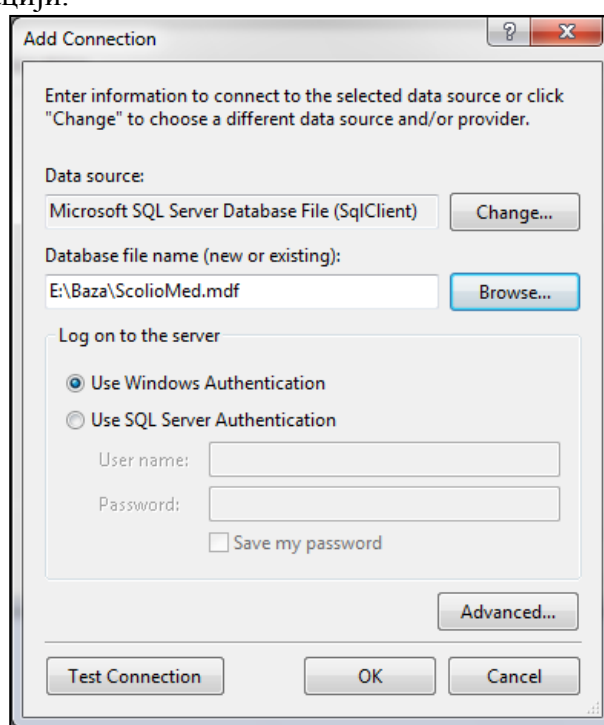 Add Connection
Enter information to connect to the selected data source or click
"Change" to choose a different data source and/or provider.
Data source:
Microsoft SQL Server Database File (SqlClient)
Change...
Database file name (new or existing):
E:\Baza\ScolioMed.mdf
Browse...
Log on to the server
Use Windows Authentication
Use SQL Server Authentication
User name:
Password:
Save my password
Advanced...
Test Connection
OK
Cancel